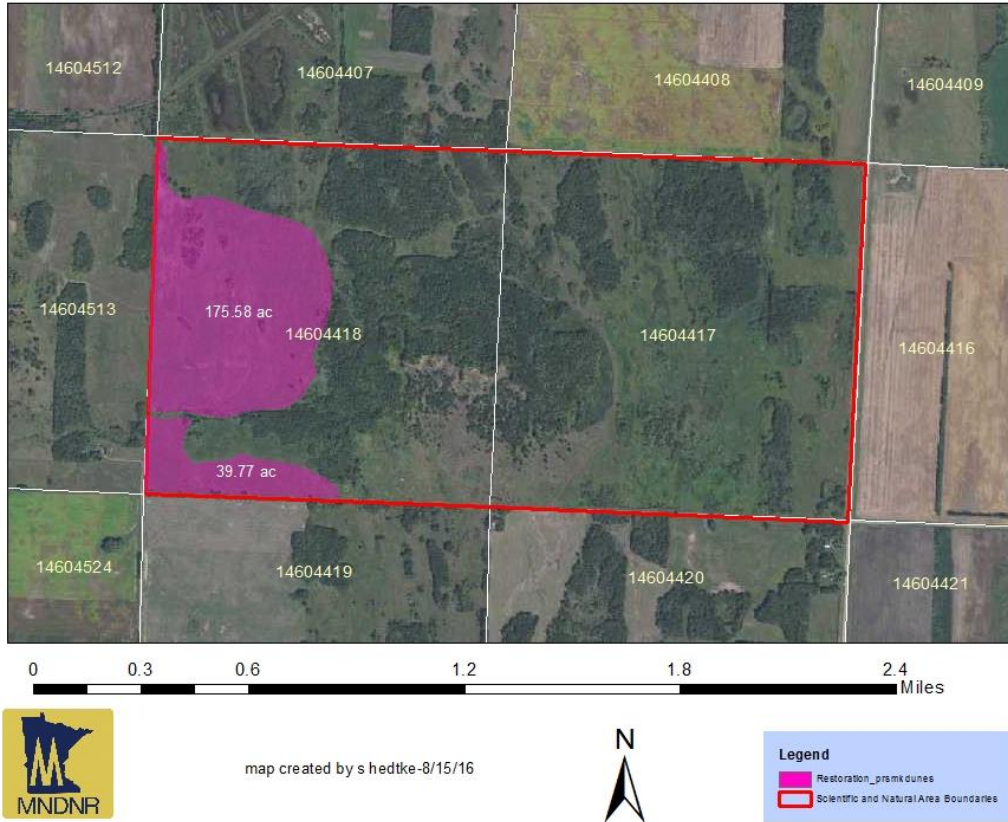 14604512
14604407
14604408
14604409
14604513
175.58 ac
14604418
14604417
14604416
39.77 ac
14604524
14604419
14604420
14604421
0 0.3 0.6 1.2 1.8 2.4
Miles
MNDNR
map created by s hedtke-8/15/16
N
Legend
Restoration_prsmkdunes
Scientific and Natural Area Boundaries